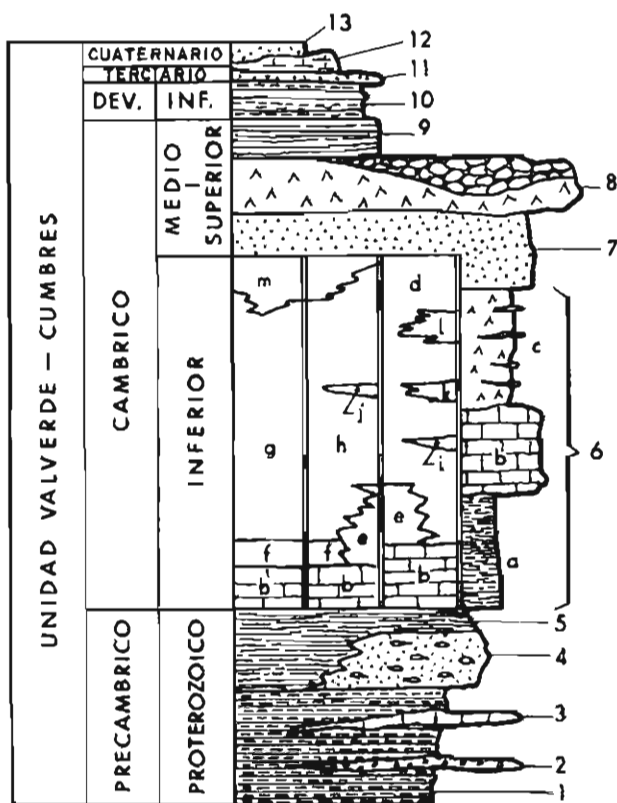 13
CUATERNARIO
12
TERCIARIO
11
DEV. INF.
10
9
MEDIO
I
SUPERIOR
8
7
UNIDAD VALVERDE – CUMBRES
CAMBRICO
INFERIOR
m
d
l
c
k
j
6
g
h
b
i
e
e
f
f
a
b
b
b
5
PRECAMBRICO
PROTEROZOICO
4
3
2
1